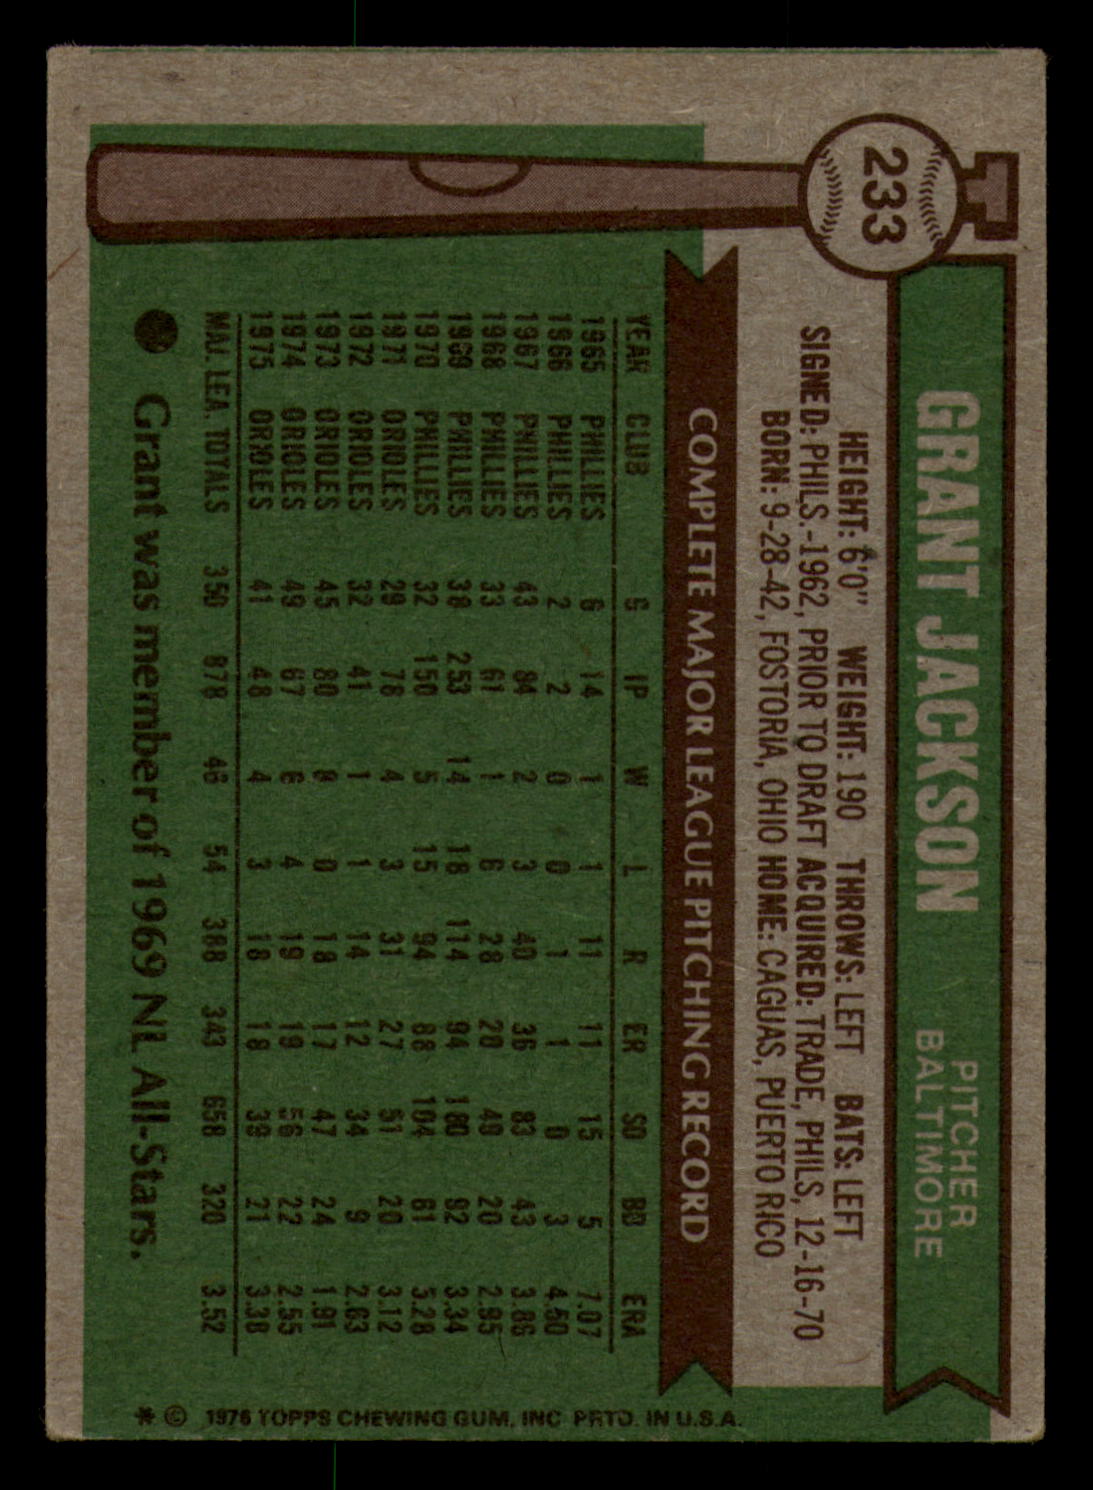 233
GRANT JACKSON
PITCHER
BALTIMORE
HEIGHT: 6'0" WEIGHT: 190 THROWS: LEFT BATS: LEFT
SIGNED: PHILS.-1962, PRIOR TO DRAFT ACQUIRED: TRADE, PHILS, 12-16-70
BORN: 9-28-42, FOSTORIA, OHIO HOME: CAGUAS, PUERTO RICO
COMPLETE MAJOR LEAGUE PITCHING RECORD
YEAR CLUB G IP W L R ER SO BB ERA
1965 PHILLIES 6 14 1 1 11 11 15 5 7.07
1966 PHILLIES 2 2 0 0 1 1 0 3 4.50
1967 PHILLIES 43 84 2 3 40 36 83 43 3.86
1968 PHILLIES 33 61 1 6 28 20 49 20 2.95
1969 PHILLIES 38 253 14 18 114 94 180 92 3.34
1970 PHILLIES 32 150 5 15 94 88 104 61 5.28
1971 ORIOLES 29 78 4 3 31 27 51 20 3.12
1972 ORIOLES 32 41 1 1 14 12 34 9 2.63
1973 ORIOLES 45 80 8 0 18 17 47 24 1.91
1974 ORIOLES 49 67 6 4 19 19 56 22 2.55
1975 ORIOLES 41 48 4 3 18 18 39 21 3.38
MAJ. LEA. TOTALS 350 878 46 54 388 343 658 320 3.52
● Grant was member of 1969 NL All-Stars.
* © 1976 TOPPS CHEWING GUM, INC PRTD. IN U.S.A.